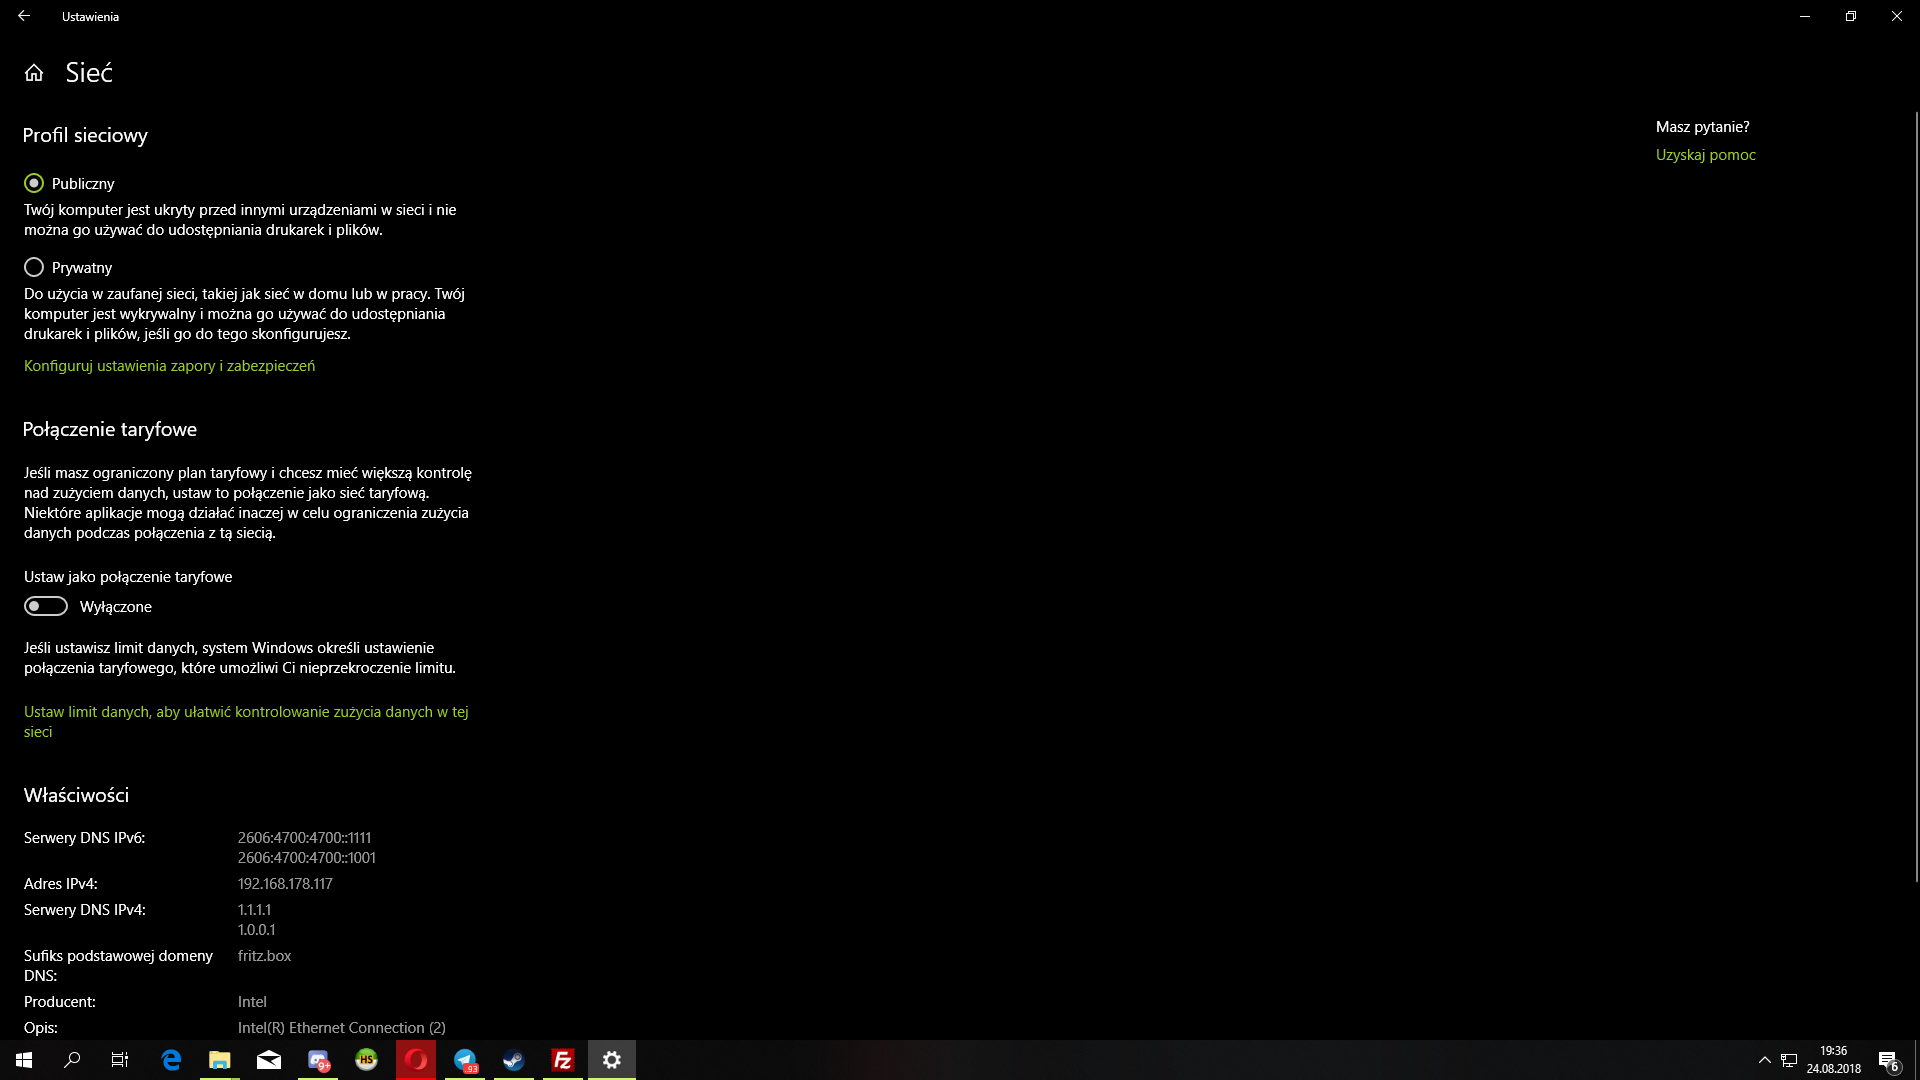 Ustawienia
Sieć
Profil sieciowy
Publiczny
Twój komputer jest ukryty przed innymi urządzeniami w sieci i nie
można go używać do udostępniania drukarek i plików.
Prywatny
Do użycia w zaufanej sieci, takiej jak sieć w domu lub w pracy. Twój
komputer jest wykrywalny i można go używać do udostępniania
drukarek i plików, jeśli go do tego skonfigurujesz.
Konfiguruj ustawienia zapory i zabezpieczeń
Połączenie taryfowe
Jeśli masz ograniczony plan taryfowy i chcesz mieć większą kontrolę
nad zużyciem danych, ustaw to połączenie jako sieć taryfową.
Niektóre aplikacje mogą działać inaczej w celu ograniczenia zużycia
danych podczas połączenia z tą siecią.
Ustaw jako połączenie taryfowe
Wyłączone
Jeśli ustawisz limit danych, system Windows określi ustawienie
połączenia taryfowego, które umożliwi Ci nieprzekroczenie limitu.
Ustaw limit danych, aby ułatwić kontrolowanie zużycia danych w tej
sieci
Właściwości
Serwery DNS IPv6: 2606:4700:4700::1111
2606:4700:4700::1001
Adres IPv4: 192.168.178.117
Serwery DNS IPv4: 1.1.1.1
1.0.0.1
Sufiks podstawowej domeny fritz.box
DNS:
Producent: Intel
Opis: Intel(R) Ethernet Connection (2)
Masz pytanie?
Uzyskaj pomoc
9+
HS
.93
Fz
19:36
24.08.2018
6